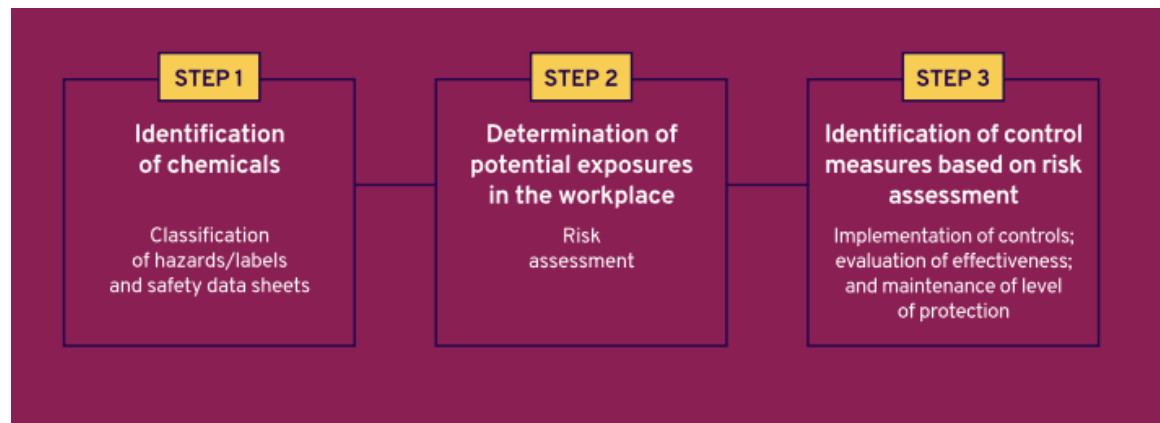 STEP 1
Identification
of chemicals
Classification
of hazards/labels
and safety data sheets
STEP 2
Determination of
potential exposures
in the workplace
Risk
assessment
STEP 3
Identification of control
measures based on risk
assessment
Implementation of controls;
evaluation of effectiveness;
and maintenance of level
of protection